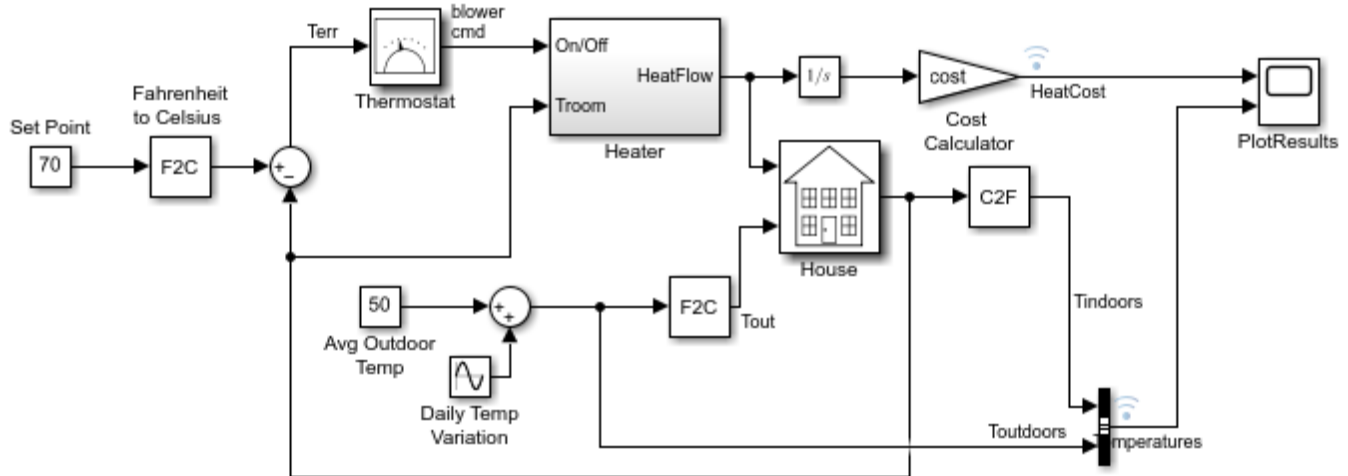 Terr
blower
cmd
On/Off
HeatFlow
Troom
Heater
Thermostat
1/s
cost
HeatCost
Cost
Calculator
PlotResults
Fahrenheit
to Celsius
Set Point
70
F2C
+
−
House
C2F
50
Avg Outdoor
Temp
+
+
F2C
Tout
Tindoors
Daily Temp
Variation
Toutdoors
Temperatures